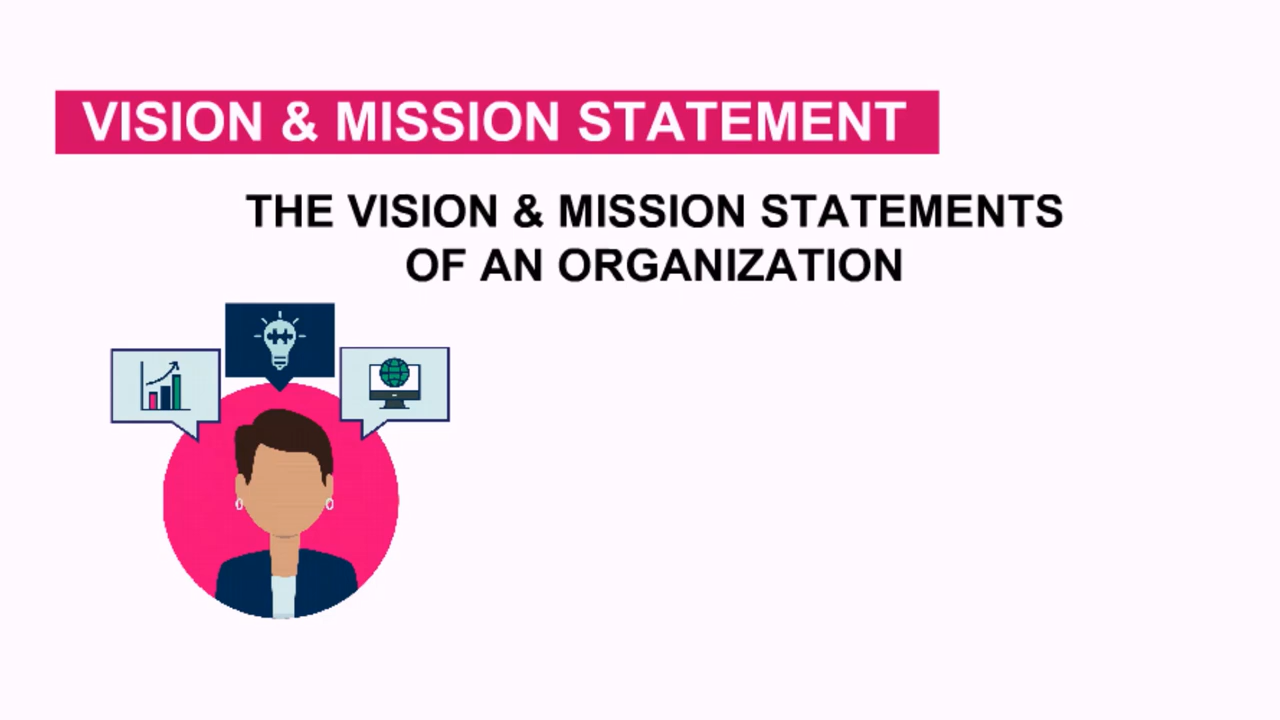 VISION & MISSION STATEMENT
THE VISION & MISSION STATEMENTS
OF AN ORGANIZATION